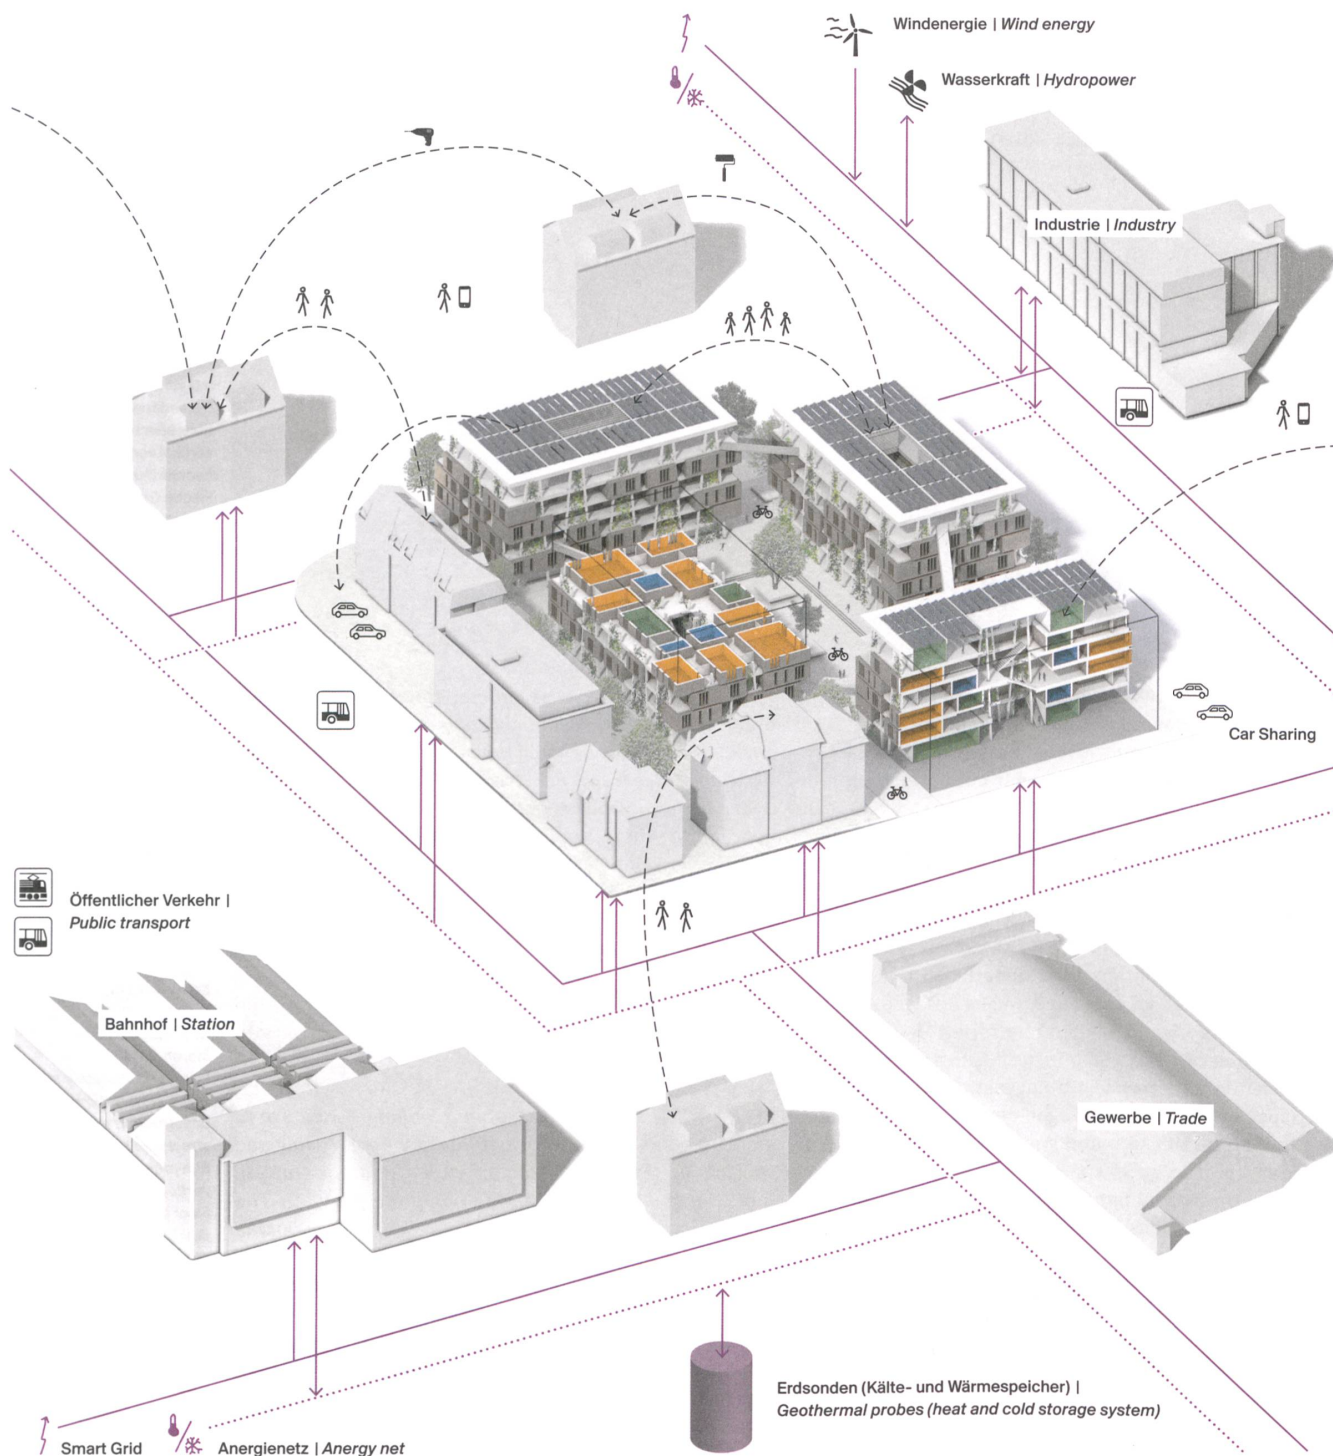 Windenergie | Wind energy
Wasserkraft | Hydropower
Industrie | Industry
Car Sharing
Öffentlicher Verkehr |
Public transport
Bahnhof | Station
Gewerbe | Trade
Erdsonden (Kälte- und Wärmespeicher) |
Geothermal probes (heat and cold storage system)
Smart Grid
Anergienetz | Anergy net